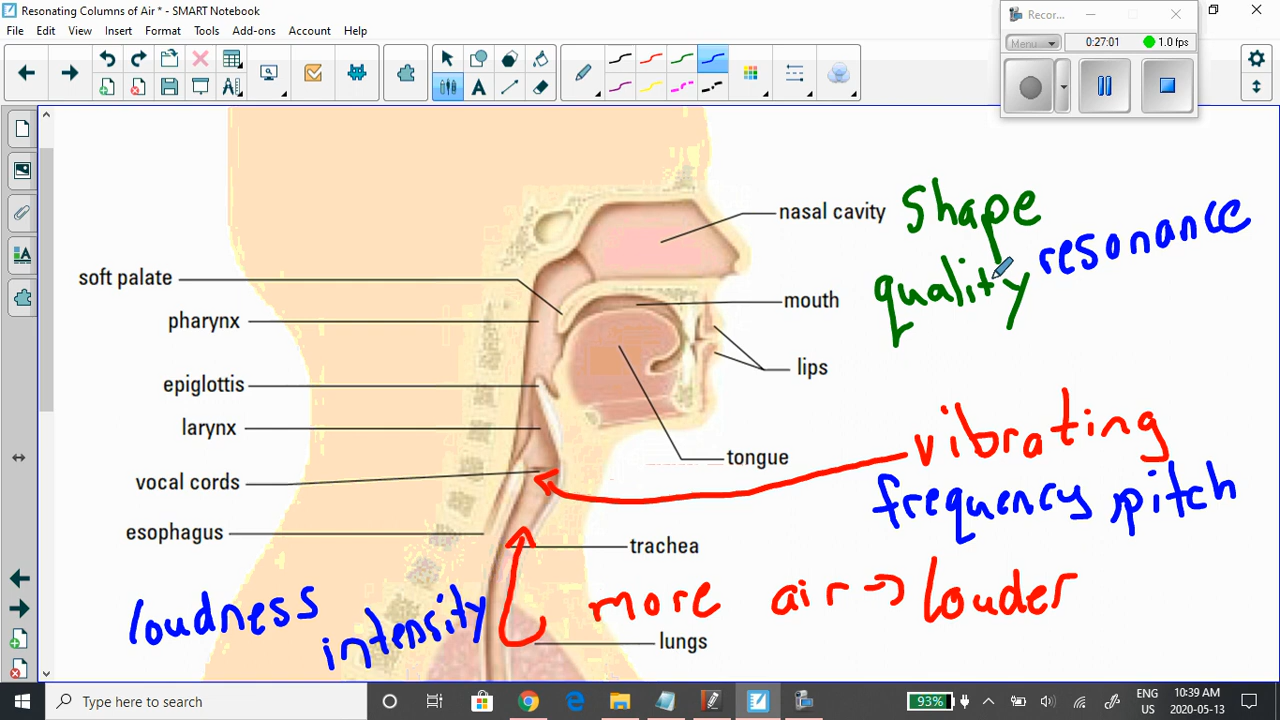 Resonating Columns of Air * - SMART Notebook
File Edit View Insert Format Tools Add-ons Account Help
Recor...
Menu 0:27:01 1.0 fps
nasal cavity
shape
resonance
soft palate
quality
mouth
pharynx
lips
epiglottis
larynx
vibrating
tongue
vocal cords
frequency pitch
esophagus
trachea
more air → louder
loudness
intensity
lungs
Type here to search
93%
ENG
US
10:39 AM
2020-05-13